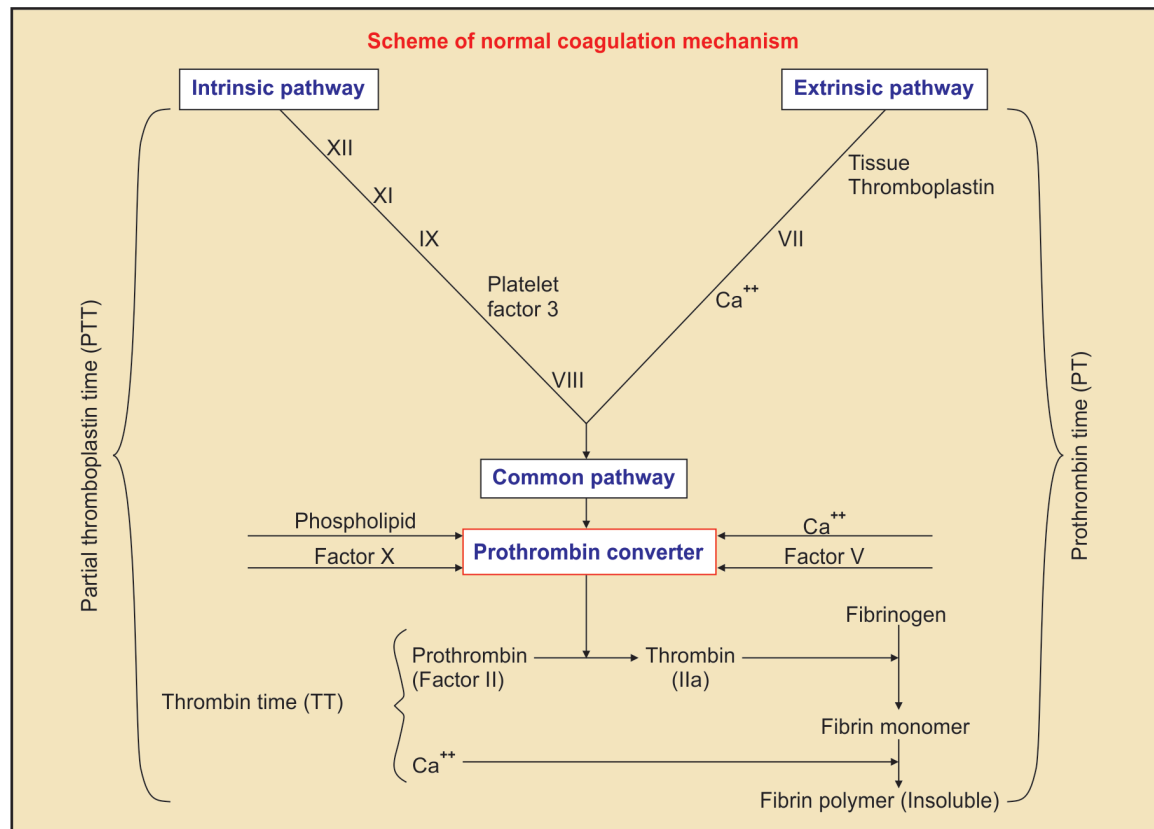 Scheme of normal coagulation mechanism
Intrinsic pathway
Extrinsic pathway
XII
XI
IX
Platelet
factor 3
VIII
Tissue
Thromboplastin
VII
Ca++
Partial thromboplastin time (PTT)
Prothrombin time (PT)
Common pathway
Phospholipid
Factor X
Prothrombin converter
Ca++
Factor V
Fibrinogen
Thrombin time (TT)
Prothrombin
(Factor II)
Thrombin
(IIa)
Fibrin monomer
Ca++
Fibrin polymer (Insoluble)